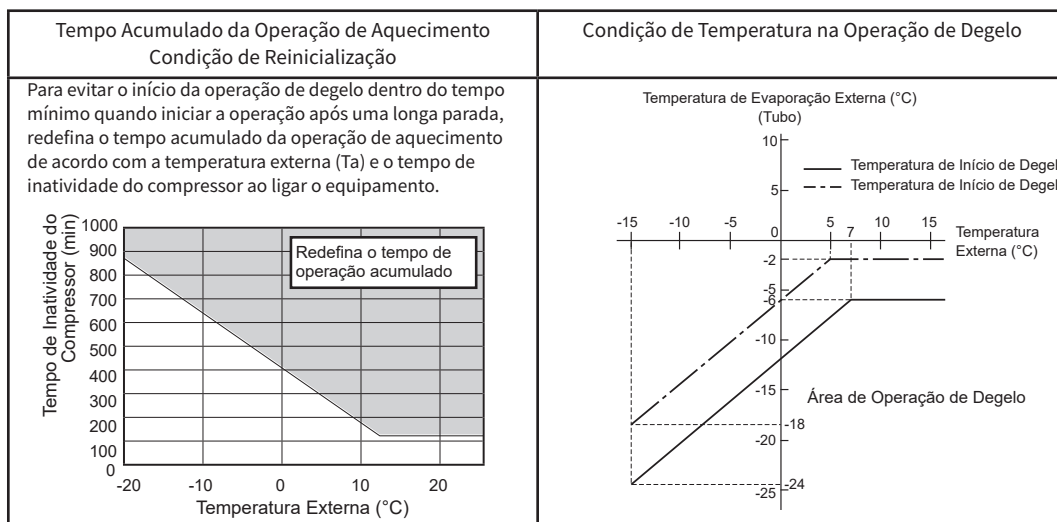 Tempo Acumulado da Operação de Aquecimento
Condição de Reinicialização
Para evitar o início da operação de degelo dentro do tempo
mínimo quando iniciar a operação após uma longa parada,
redefina o tempo acumulado da operação de aquecimento
de acordo com a temperatura externa (Ta) e o tempo de
inatividade do compressor ao ligar o equipamento.
Tempo de Inatividade do
Compressor (min)
1000
900
800
700
600
500
400
300
200
100
0
Redefina o tempo de
operação acumulado
-20 -10 0 10 20
Temperatura Externa (°C)
Condição de Temperatura na Operação de Degelo
Temperatura de Evaporação Externa (°C)
(Tubo)
10
Temperatura de Início de Degel
Temperatura de Início de Degel
5
-15 -10 -5 0 5 7 10 15
Temperatura
Externa (°C)
-2
-5
-6
-10
-15
Área de Operação de Degelo
-18
-20
-24
-25